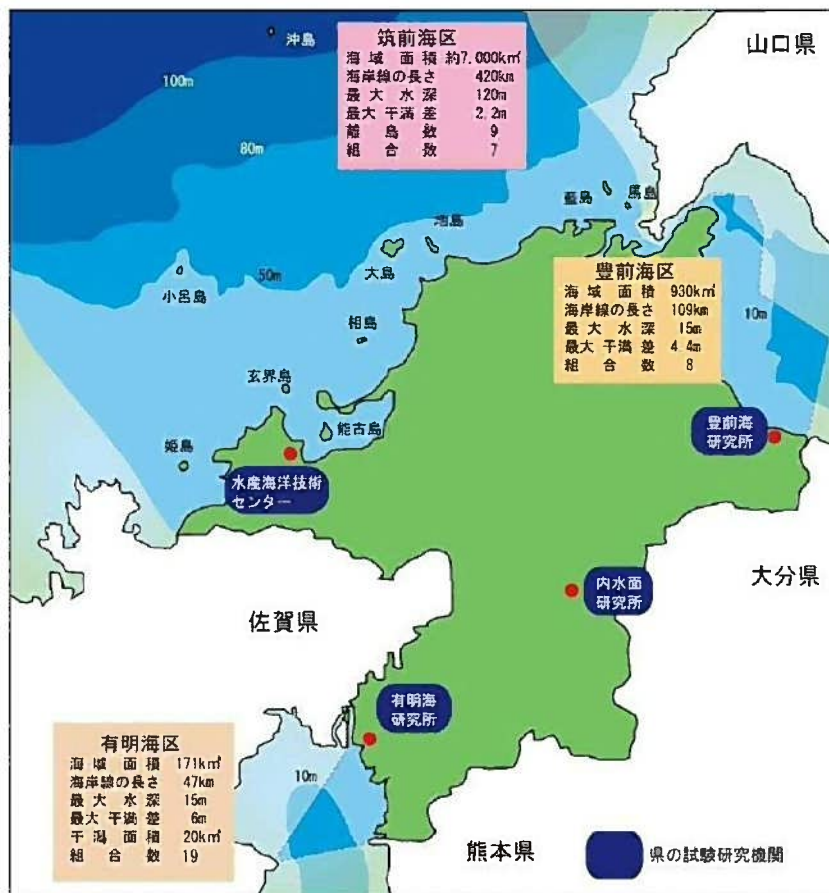 沖島
筑前海区
海域面積 約7,000km²
海岸線の長さ 420km
最大水深 120m
最大干満差 2.2m
離島数 9
組合数 7
山口県
100m
80m
藍島
馬島
地島
大島
50m
小呂島
相島
豊前海区
海域面積 930km²
海岸線の長さ 109km
最大水深 15m
最大干満差 4.4m
組合数 8
10m
玄界島
能古島
姫島
豊前海
研究所
水産海洋技術
センター
大分県
内水面
研究所
佐賀県
有明海
研究所
有明海区
海域面積 171km²
海岸線の長さ 47km
最大水深 15m
最大干満差 6m
干潟面積 20km²
組合数 19
10m
熊本県
県の試験研究機関